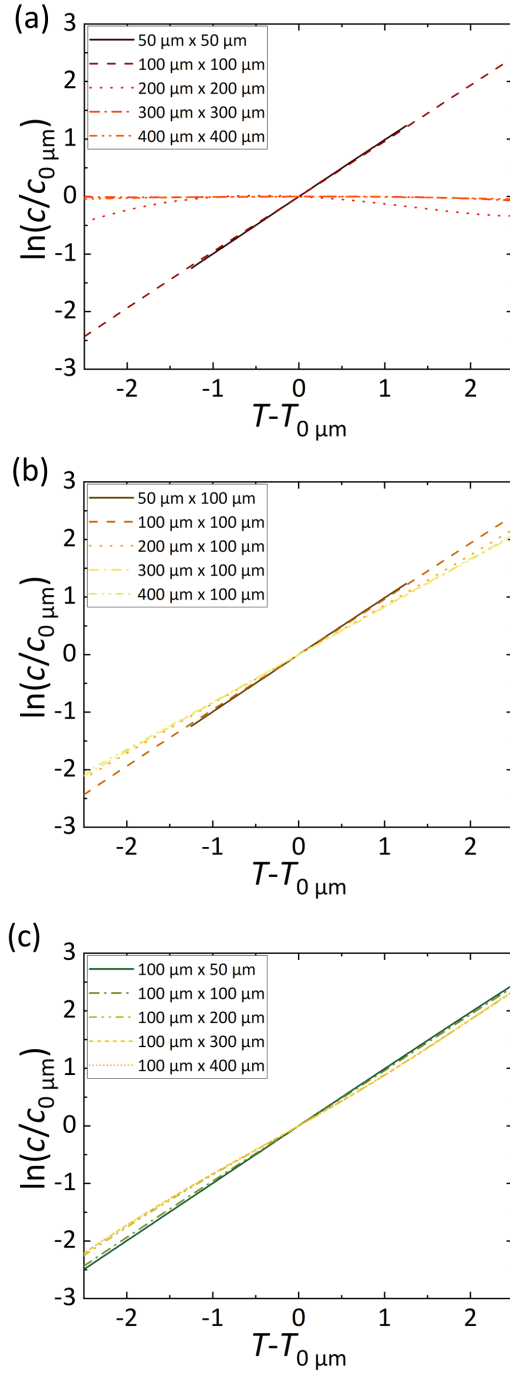 (a)
50 μm x 50 μm
100 μm x 100 μm
200 μm x 200 μm
300 μm x 300 μm
400 μm x 400 μm
3
2
1
0
-1
-2
-3
ln(c/c0 μm)
-2 -1 0 1 2
T-T0 μm
(b)
50 μm x 100 μm
100 μm x 100 μm
200 μm x 100 μm
300 μm x 100 μm
400 μm x 100 μm
3
2
1
0
-1
-2
-3
ln(c/c0 μm)
-2 -1 0 1 2
T-T0 μm
(c)
100 μm x 50 μm
100 μm x 100 μm
100 μm x 200 μm
100 μm x 300 μm
100 μm x 400 μm
3
2
1
0
-1
-2
-3
ln(c/c0 μm)
-2 -1 0 1 2
T-T0 μm